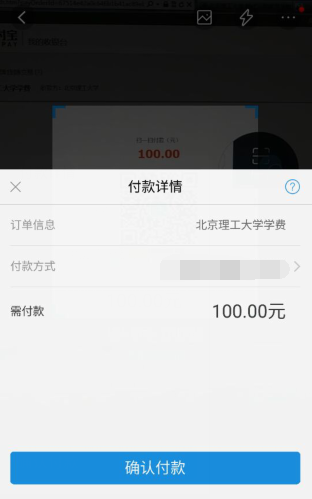 100.00
付款详情
订单信息
北京理工大学学费
付款方式
需付款
100.00元
确认付款